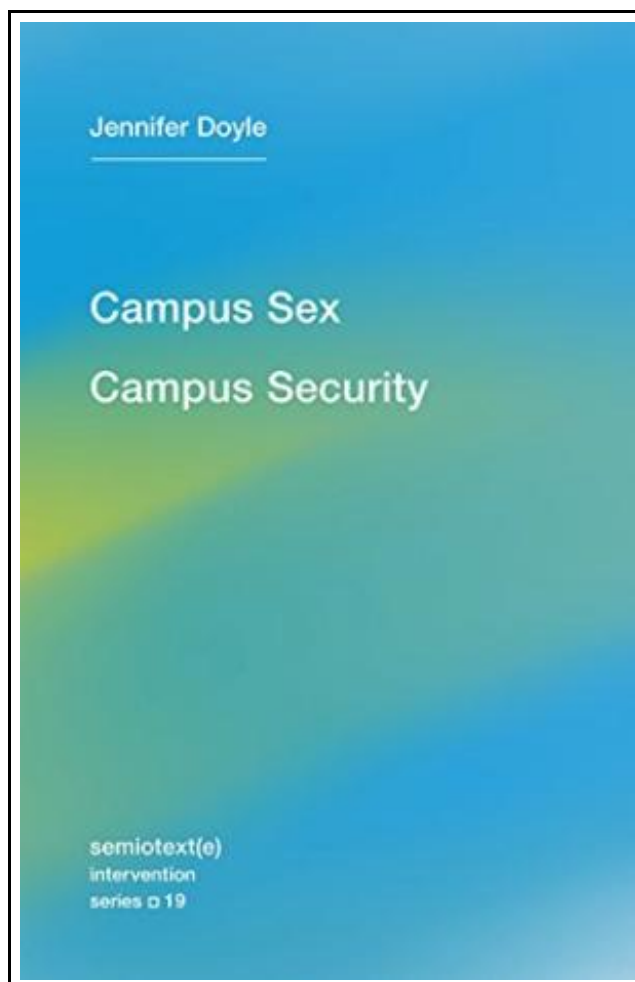 Jennifer Doyle
Campus Sex
Campus Security
semiotext(e)
intervention
series □ 19